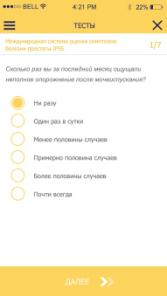 BELL
4:21 PM
22%
ТЕСТЫ
Международная система оценки симптомов
болезни простаты IPSS
1/7
Сколько раз вы за последний месяц ощущали
неполное опорожнение после мочеиспускания?
Ни разу
Один раз в сутки
Менее половины случаев
Примерно половина случаев
Более половины случаев
Почти всегда
ДАЛЕЕ